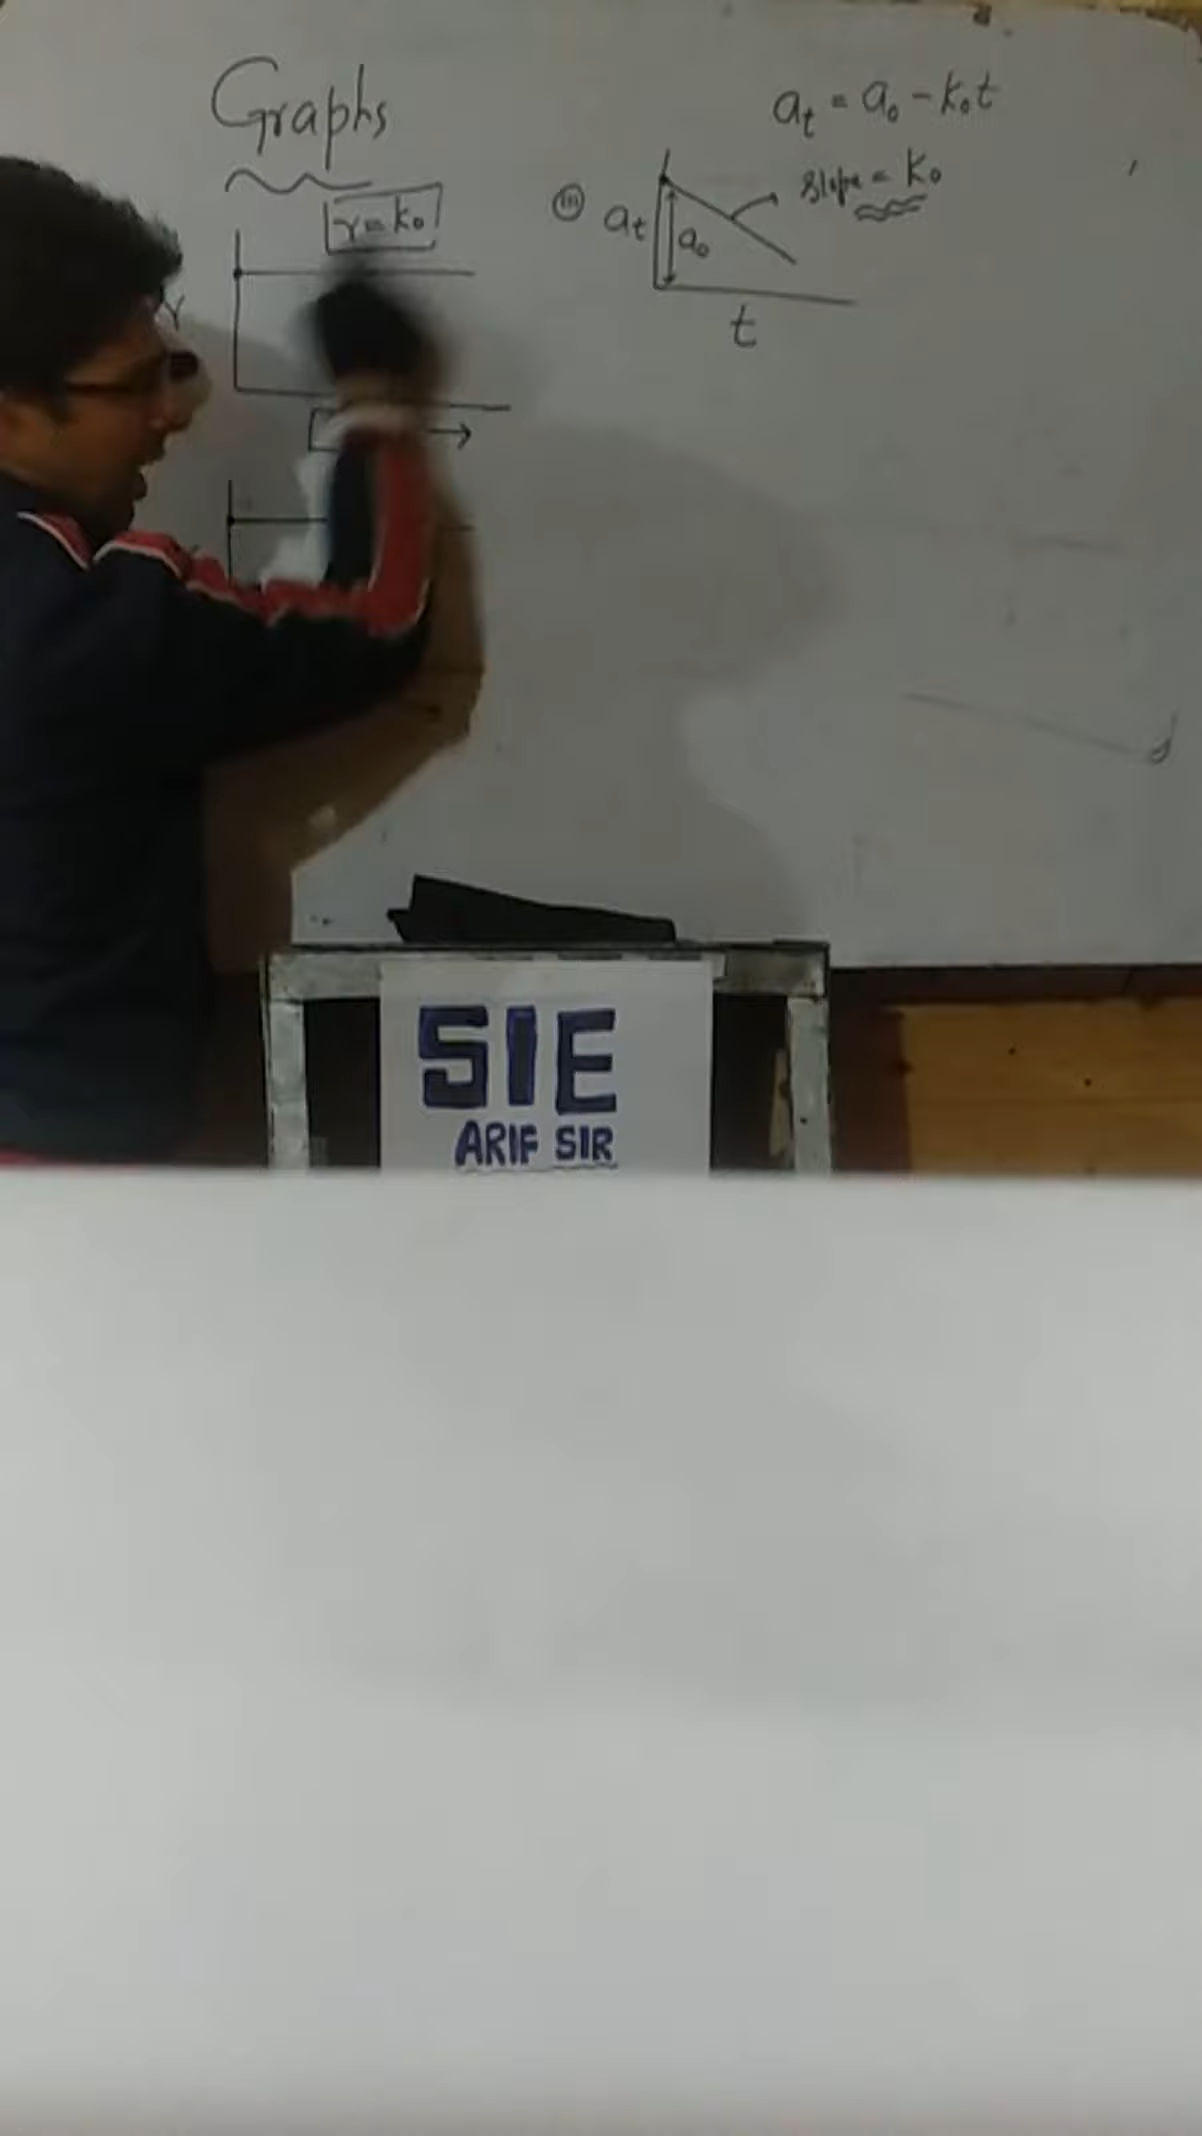 Graphs
r = k₀
r
aₜ = a₀ - k₀t
(iii)
aₜ
a₀
slope = k₀
t
SIE
ARIF SIR